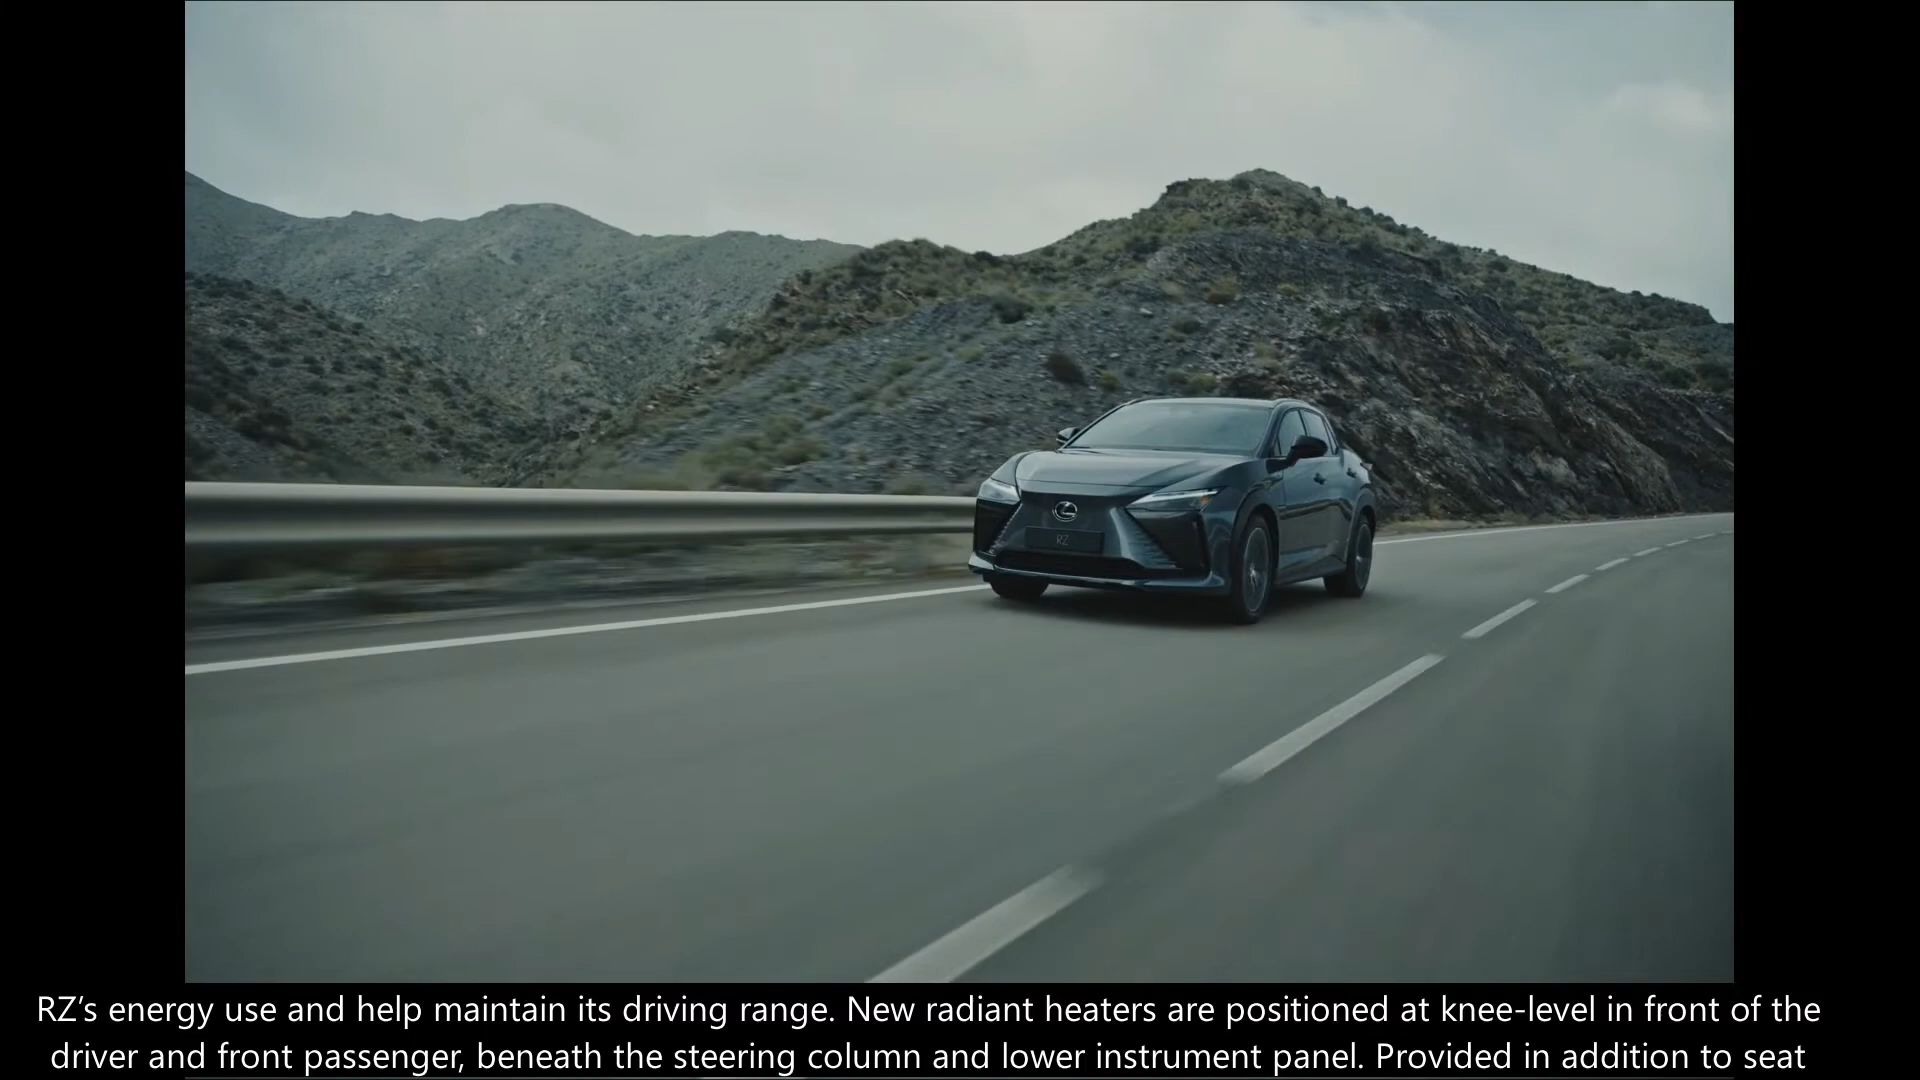 RZ
RZ’s energy use and help maintain its driving range. New radiant heaters are positioned at knee-level in front of the
driver and front passenger, beneath the steering column and lower instrument panel. Provided in addition to seat